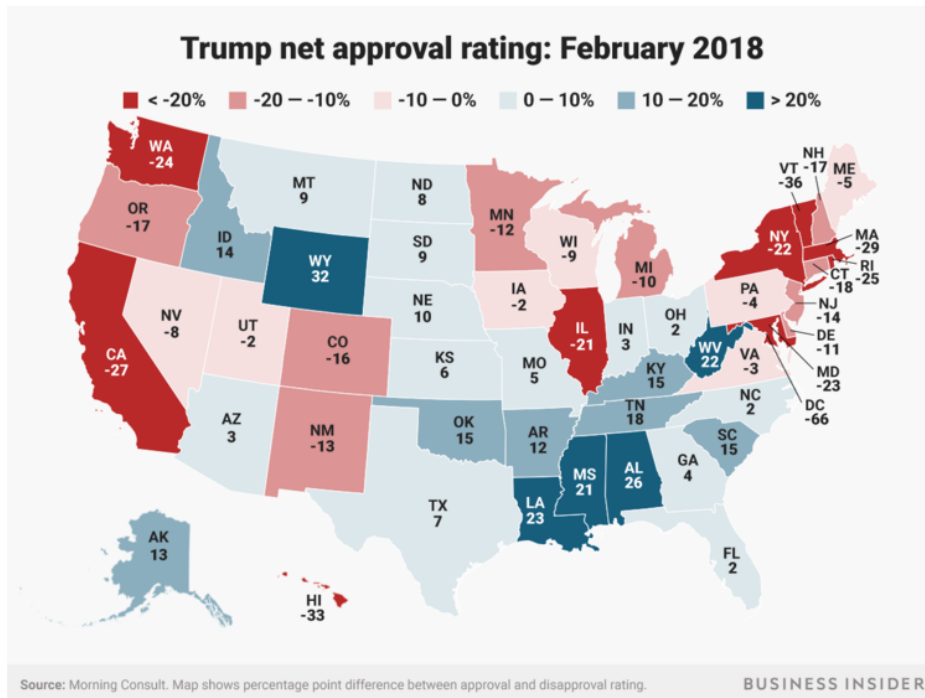 Trump net approval rating: February 2018
< -20% -20 — -10% -10 — 0% 0 — 10% 10 — 20% > 20%
WA
-24
OR
-17
CA
-27
NV
-8
ID
14
MT
9
WY
32
UT
-2
CO
-16
AZ
3
NM
-13
ND
8
SD
9
NE
10
KS
6
OK
15
TX
7
MN
-12
IA
-2
MO
5
AR
12
LA
23
WI
-9
IL
-21
MS
21
MI
-10
IN
3
KY
15
TN
18
AL
26
OH
2
WV
22
GA
4
FL
2
SC
15
NC
2
VA
-3
PA
-4
NY
-22
VT
-36
NH
-17
ME
-5
MA
-29
RI
-25
CT
-18
NJ
-14
DE
-11
MD
-23
DC
-66
AK
13
HI
-33
Source: Morning Consult. Map shows percentage point difference between approval and disapproval rating.
BUSINESS INSIDER